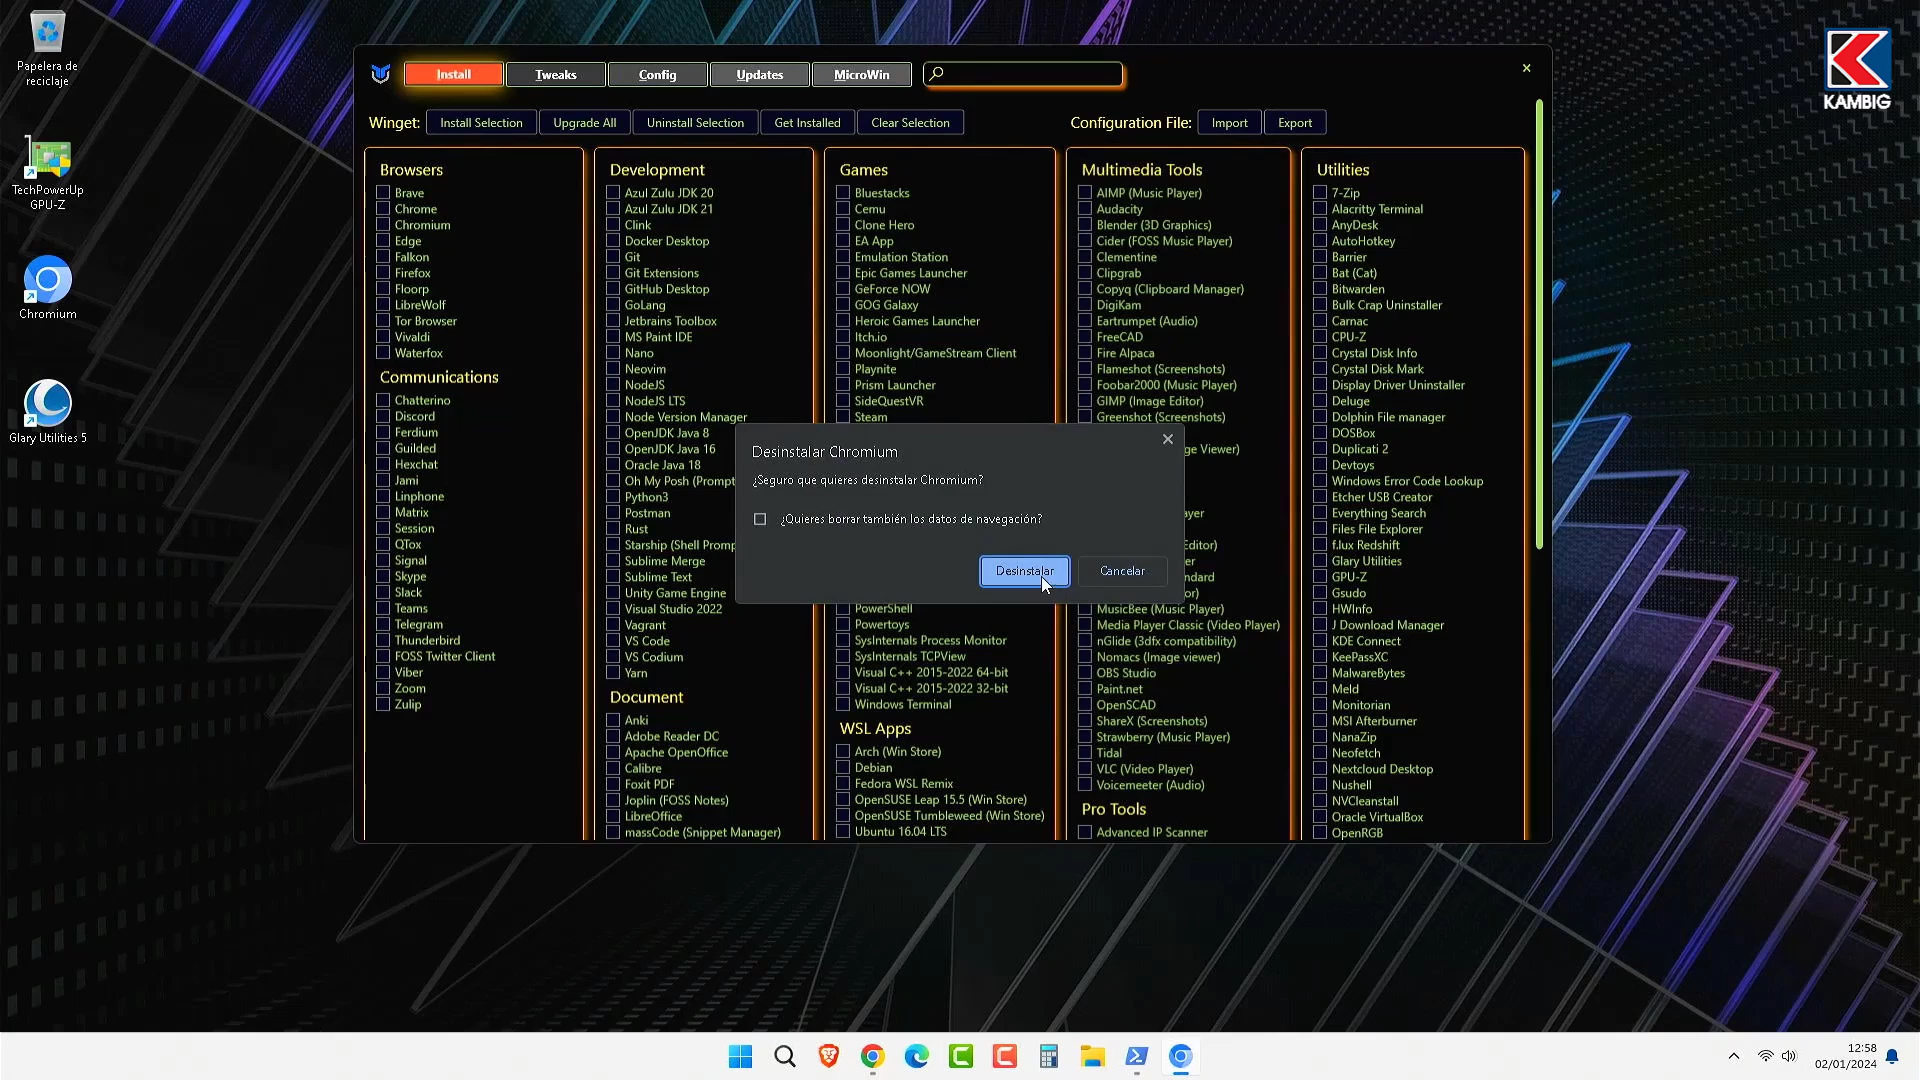 Papelera de
reciclaje
TechPowerUp
GPU-Z
Chromium
Glary Utilities 5
KAMBIG
Install
Tweaks
Config
Updates
MicroWin
Winget:
Install Selection
Upgrade All
Uninstall Selection
Get Installed
Clear Selection
Configuration File:
Import
Export
Browsers
Brave
Chrome
Chromium
Edge
Falkon
Firefox
Floorp
LibreWolf
Tor Browser
Vivaldi
Waterfox
Communications
Chatterino
Discord
Ferdium
Guilded
Hexchat
Jami
Linphone
Matrix
Session
QTox
Signal
Skype
Slack
Teams
Telegram
Thunderbird
FOSS Twitter Client
Viber
Zoom
Zulip
Development
Azul Zulu JDK 20
Azul Zulu JDK 21
Clink
Docker Desktop
Git
Git Extensions
GitHub Desktop
GoLang
Jetbrains Toolbox
MS Paint IDE
Nano
Neovim
NodeJS
NodeJS LTS
Node Version Manager
OpenJDK Java 8
OpenJDK Java 16
Oracle Java 18
Oh My Posh (Prompt
Python3
Postman
Rust
Starship (Shell Promp
Sublime Merge
Sublime Text
Unity Game Engine
Visual Studio 2022
Vagrant
VS Code
VS Codium
Yarn
Document
Anki
Adobe Reader DC
Apache OpenOffice
Calibre
Foxit PDF
Joplin (FOSS Notes)
LibreOffice
massCode (Snippet Manager)
Games
Bluestacks
Cemu
Clone Hero
EA App
Emulation Station
Epic Games Launcher
GeForce NOW
GOG Galaxy
Heroic Games Launcher
Itch.io
Moonlight/GameStream Client
Playnite
Prism Launcher
SideQuestVR
Steam
PowerShell
Powertoys
SysInternals Process Monitor
SysInternals TCPView
Visual C++ 2015-2022 64-bit
Visual C++ 2015-2022 32-bit
Windows Terminal
WSL Apps
Arch (Win Store)
Debian
Fedora WSL Remix
OpenSUSE Leap 15.5 (Win Store)
OpenSUSE Tumbleweed (Win Store)
Ubuntu 16.04 LTS
Multimedia Tools
AIMP (Music Player)
Audacity
Blender (3D Graphics)
Cider (FOSS Music Player)
Clementine
Clipgrab
Copyq (Clipboard Manager)
DigiKam
Eartrumpet (Audio)
FreeCAD
Fire Alpaca
Flameshot (Screenshots)
Foobar2000 (Music Player)
GIMP (Image Editor)
Greenshot (Screenshots)
ge Viewer)
ayer
Editor)
ndard
or)
MusicBee (Music Player)
Media Player Classic (Video Player)
nGlide (3dfx compatibility)
Nomacs (Image viewer)
OBS Studio
Paint.net
OpenSCAD
ShareX (Screenshots)
Strawberry (Music Player)
Tidal
VLC (Video Player)
Voicemeeter (Audio)
Pro Tools
Advanced IP Scanner
Utilities
7-Zip
Alacritty Terminal
AnyDesk
AutoHotkey
Barrier
Bat (Cat)
Bitwarden
Bulk Crap Uninstaller
Carnac
CPU-Z
Crystal Disk Info
Crystal Disk Mark
Display Driver Uninstaller
Deluge
Dolphin File manager
DOSBox
Duplicati 2
Devtoys
Windows Error Code Lookup
Etcher USB Creator
Everything Search
Files File Explorer
f.lux Redshift
Glary Utilities
GPU-Z
Gsudo
HWInfo
J Download Manager
KDE Connect
KeePassXC
MalwareBytes
Meld
Monitorian
MSI Afterburner
NanaZip
Neofetch
Nextcloud Desktop
Nushell
NVCleanstall
Oracle VirtualBox
OpenRGB
Desinstalar Chromium
¿Seguro que quieres desinstalar Chromium?
¿Quieres borrar también los datos de navegación?
Desinstalar
Cancelar
12:58
02/01/2024